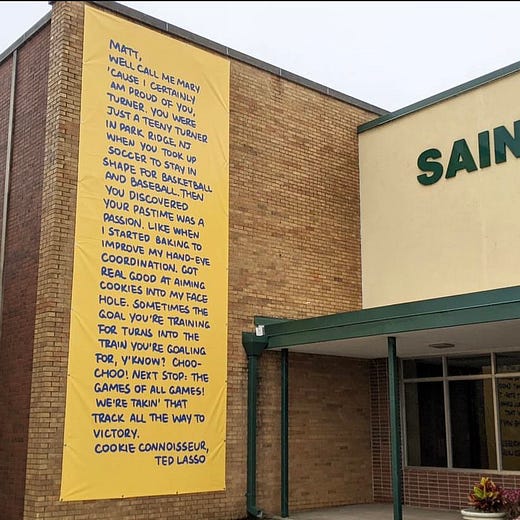 MATT,
WELL CALL ME MARY
'CAUSE I CERTAINLY
AM PROUD OF YOU,
TURNER. YOU WERE
JUST A TEENY TURNER
IN PARK RIDGE, NJ
WHEN YOU TOOK UP
SOCCER TO STAY IN
SHAPE FOR BASKETBALL
AND BASEBALL. THEN
YOU DISCOVERED
YOUR PASTIME WAS A
PASSION. LIKE WHEN
I STARTED BAKING TO
IMPROVE MY HAND-EYE
COORDINATION. GOT
REAL GOOD AT AIMING
COOKIES INTO MY FACE
HOLE. SOMETIMES THE
GOAL YOU'RE TRAINING
FOR TURNS INTO THE
TRAIN YOU'RE GOALING
FOR, Y'KNOW? CHOO-
CHOO! NEXT STOP: THE
GAMES OF ALL GAMES!
WE'RE TAKIN' THAT
TRACK ALL THE WAY TO
VICTORY.
COOKIE CONNOISSEUR,
TED LASSO
SAIN